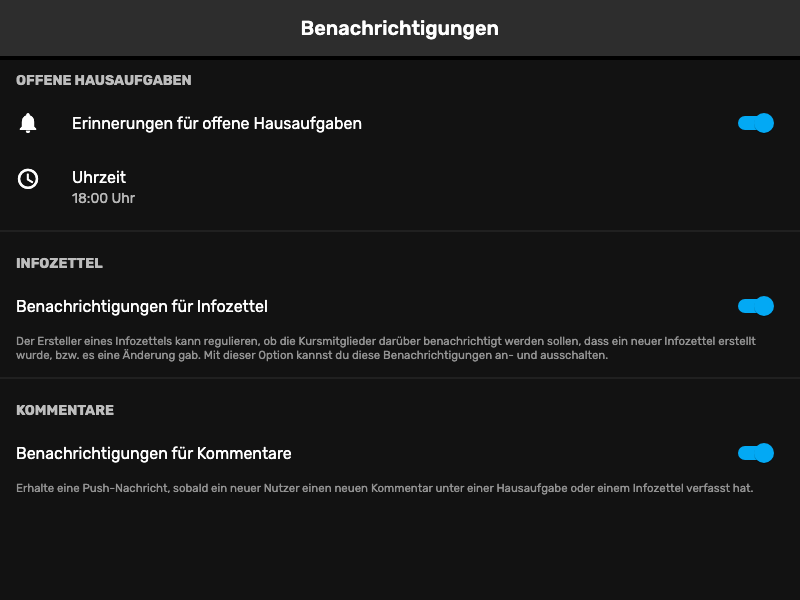 Benachrichtigungen
OFFENE HAUSAUFGABEN
Erinnerungen für offene Hausaufgaben
Uhrzeit
18:00 Uhr
INFOZETTEL
Benachrichtigungen für Infozettel
Der Ersteller eines Infozettels kann regulieren, ob die Kursmitglieder darüber benachrichtigt werden sollen, dass ein neuer Infozettel erstellt
wurde, bzw. es eine Änderung gab. Mit dieser Option kannst du diese Benachrichtigungen an- und ausschalten.
KOMMENTARE
Benachrichtigungen für Kommentare
Erhalte eine Push-Nachricht, sobald ein neuer Nutzer einen neuen Kommentar unter einer Hausaufgabe oder einem Infozettel verfasst hat.